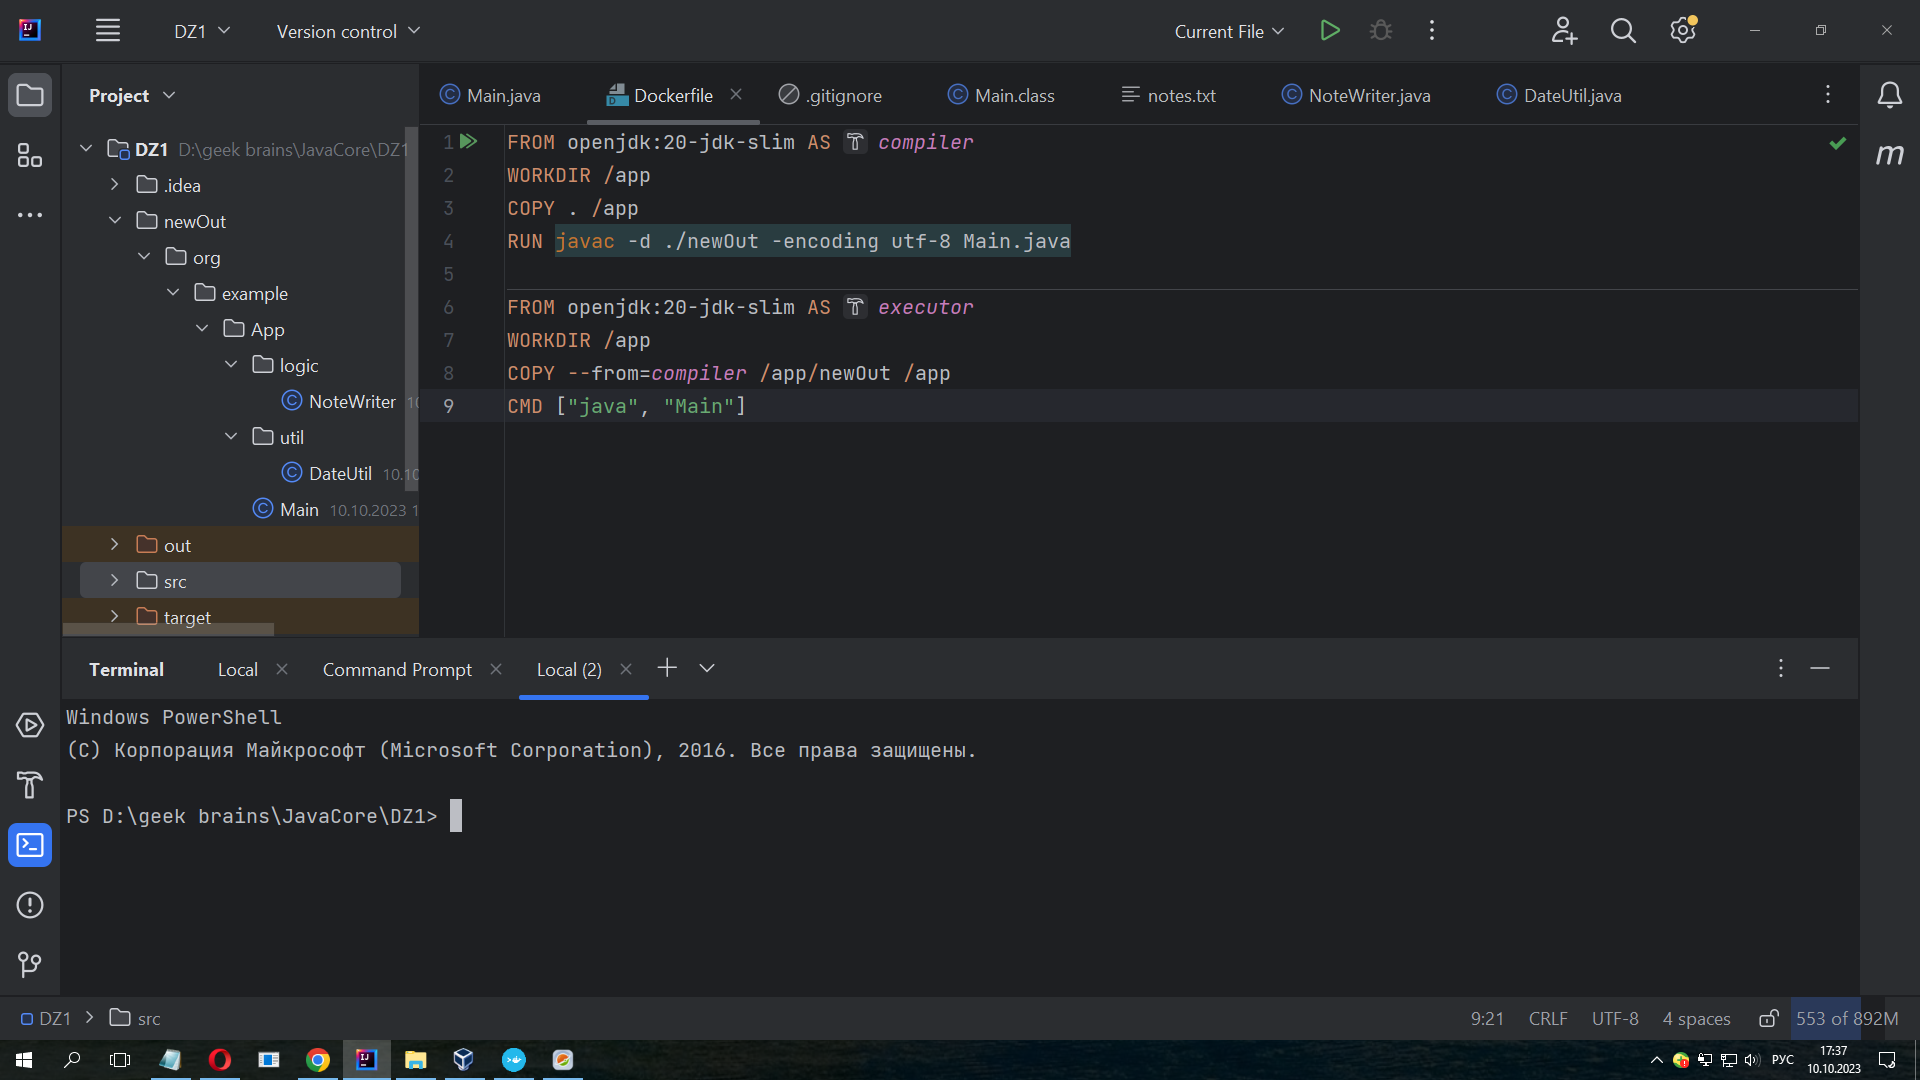 DZ1
Version control
Current File
Project
Main.java
Dockerfile
.gitignore
Main.class
notes.txt
NoteWriter.java
DateUtil.java
DZ1 D:\geek brains\JavaCore\DZ1
.idea
newOut
org
example
App
logic
NoteWriter
util
DateUtil 10.10
Main 10.10.2023 1
out
src
target
1 FROM openjdk:20-jdk-slim AS compiler
2 WORKDIR /app
3 COPY . /app
4 RUN javac -d ./newOut -encoding utf-8 Main.java
5
6 FROM openjdk:20-jdk-slim AS executor
7 WORKDIR /app
8 COPY --from=compiler /app/newOut /app
9 CMD ["java", "Main"]
m
Terminal
Local
Command Prompt
Local (2)
Windows PowerShell
(C) Корпорация Майкрософт (Microsoft Corporation), 2016. Все права защищены.
PS D:\geek brains\JavaCore\DZ1>
DZ1 > src
9:21
CRLF
UTF-8
4 spaces
553 of 892M
РУС
17:37
10.10.2023